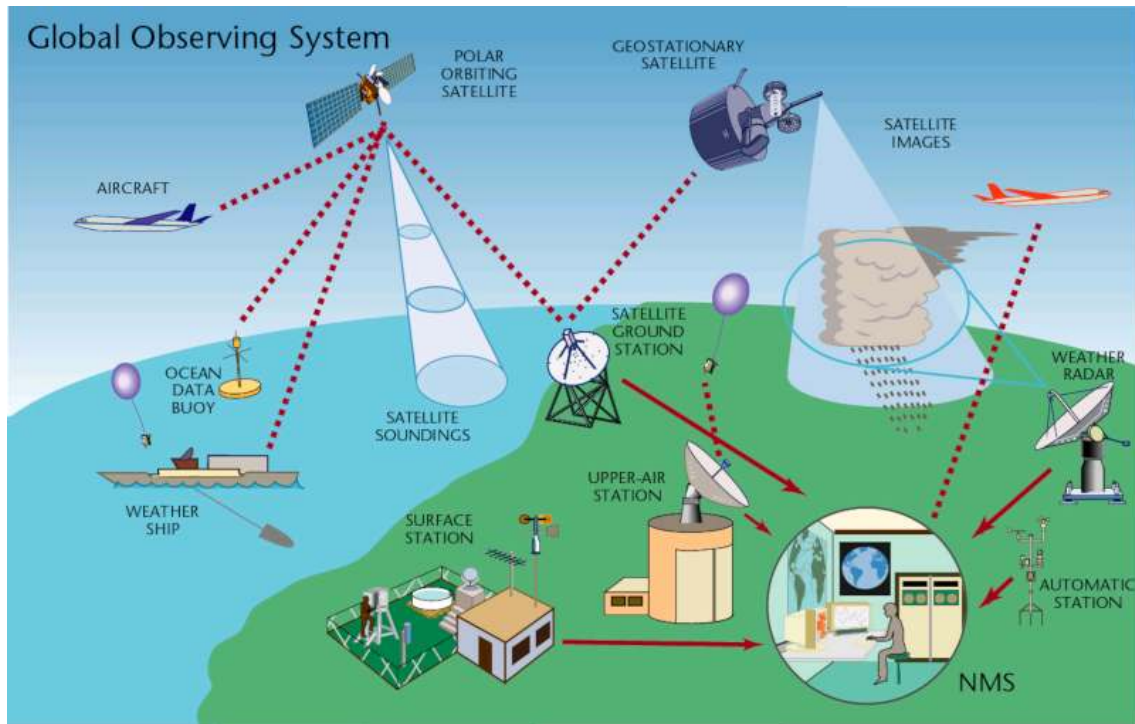 Global Observing System
POLAR
ORBITING
SATELLITE
GEOSTATIONARY
SATELLITE
SATELLITE
IMAGES
AIRCRAFT
SATELLITE
GROUND
STATION
WEATHER
RADAR
OCEAN
DATA
BUOY
SATELLITE
SOUNDINGS
UPPER-AIR
STATION
WEATHER
SHIP
SURFACE
STATION
AUTOMATIC
STATION
NMS